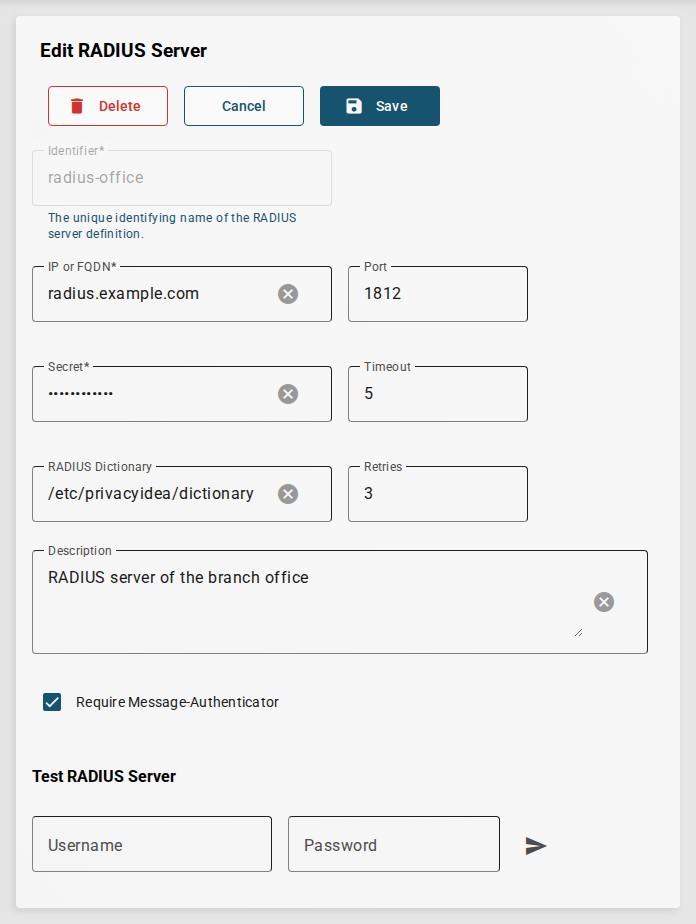 Edit RADIUS Server
Delete
Cancel
Save
Identifier*
radius-office
The unique identifying name of the RADIUS
server definition.
IP or FQDN*
radius.example.com
Port
1812
Secret*
••••••••••••
Timeout
5
RADIUS Dictionary
/etc/privacyidea/dictionary
Retries
3
Description
RADIUS server of the branch office
Require Message-Authenticator
Test RADIUS Server
Username
Password